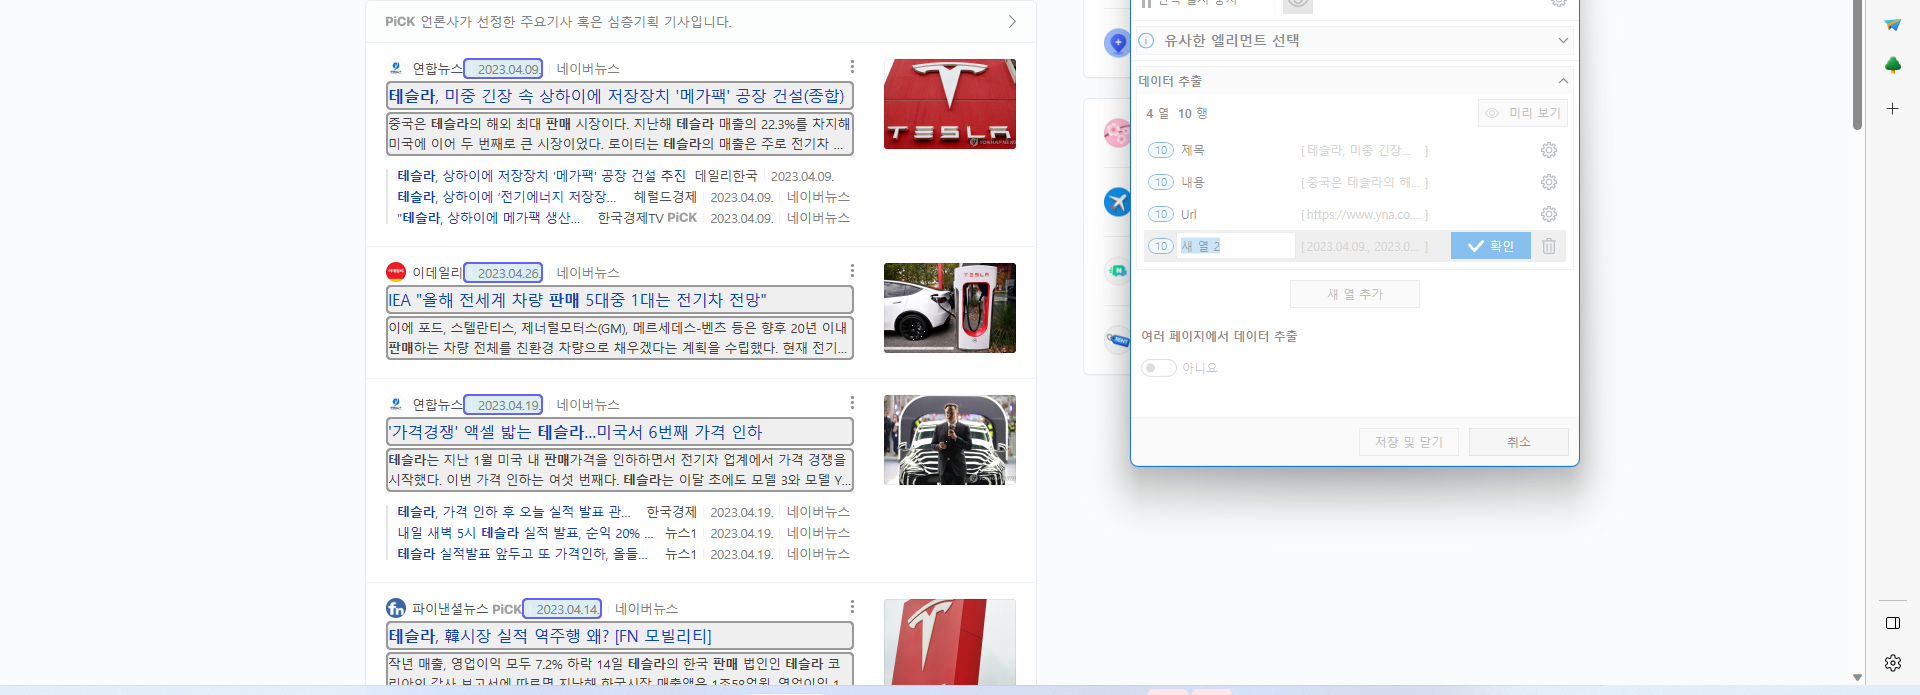 PiCK 언론사가 선정한 주요기사 혹은 심층기획 기사입니다.
연합뉴스 2023.04.09. 네이버뉴스
테슬라, 미중 긴장 속 상하이에 저장장치 '메가팩' 공장 건설(종합)
중국은 테슬라의 해외 최대 판매 시장이다. 지난해 테슬라 매출의 22.3%를 차지해
미국에 이어 두 번째로 큰 시장이었다. 로이터는 테슬라의 매출은 주로 전기차 ...
TESLA
테슬라, 상하이에 저장장치 '메가팩' 공장 건설 추진 데일리한국 2023.04.09.
테슬라, 상하이에 ‘전기에너지 저장장... 헤럴드경제 2023.04.09. 네이버뉴스
"테슬라, 상하이에 메가팩 생산... 한국경제TV PiCK 2023.04.09. 네이버뉴스
이데일리 2023.04.26. 네이버뉴스
IEA "올해 전세계 차량 판매 5대중 1대는 전기차 전망"
이에 포드, 스텔란티스, 제너럴모터스(GM), 메르세데스-벤츠 등은 향후 20년 이내
판매하는 차량 전체를 친환경 차량으로 채우겠다는 계획을 수립했다. 현재 전기...
TESLA
연합뉴스 2023.04.19. 네이버뉴스
'가격경쟁' 액셀 밟는 테슬라...미국서 6번째 가격 인하
테슬라는 지난 1월 미국 내 판매가격을 인하하면서 전기차 업계에서 가격 경쟁을
시작했다. 이번 가격 인하는 여섯 번째다. 테슬라는 이달 초에도 모델 3와 모델 Y...
테슬라, 가격 인하 후 오늘 실적 발표 관... 한국경제 2023.04.19. 네이버뉴스
내일 새벽 5시 테슬라 실적 발표, 순익 20% ... 뉴스1 2023.04.19. 네이버뉴스
테슬라 실적발표 앞두고 또 가격인하, 올들... 뉴스1 2023.04.19. 네이버뉴스
파이낸셜뉴스 PiCK 2023.04.14. 네이버뉴스
테슬라, 韓시장 실적 역주행 왜? [FN 모빌리티]
작년 매출, 영업이익 모두 7.2% 하락 14일 테슬라의 한국 판매 법인인 테슬라 코
리아의 감사 보고서에 따르면 지난해 한국시장 매출액은 1조58억원, 영업이익 1
유사한 엘리먼트 선택
데이터 추출
4 열 10 행 미리 보기
10 제목 [ 테슬라, 미중 긴장... ]
10 내용 [ 중국은 테슬라의 해... ]
10 Url [ https://www.yna.co.... ]
10 새 열 2 [ 2023.04.09., 2023.0... ] 확인
새 열 추가
여러 페이지에서 데이터 추출
아니요
저장 및 닫기 취소